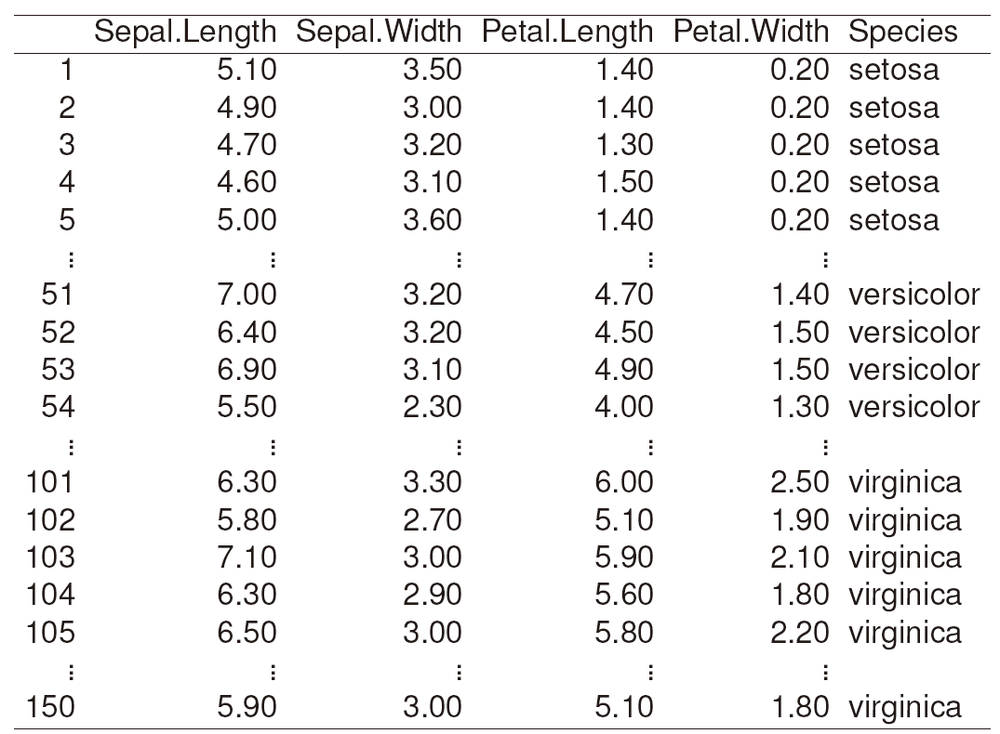 Sepal.Length Sepal.Width Petal.Length Petal.Width Species
1 5.10 3.50 1.40 0.20 setosa
2 4.90 3.00 1.40 0.20 setosa
3 4.70 3.20 1.30 0.20 setosa
4 4.60 3.10 1.50 0.20 setosa
5 5.00 3.60 1.40 0.20 setosa
⋮ ⋮ ⋮ ⋮ ⋮
51 7.00 3.20 4.70 1.40 versicolor
52 6.40 3.20 4.50 1.50 versicolor
53 6.90 3.10 4.90 1.50 versicolor
54 5.50 2.30 4.00 1.30 versicolor
⋮ ⋮ ⋮ ⋮ ⋮
101 6.30 3.30 6.00 2.50 virginica
102 5.80 2.70 5.10 1.90 virginica
103 7.10 3.00 5.90 2.10 virginica
104 6.30 2.90 5.60 1.80 virginica
105 6.50 3.00 5.80 2.20 virginica
⋮ ⋮ ⋮ ⋮ ⋮
150 5.90 3.00 5.10 1.80 virginica